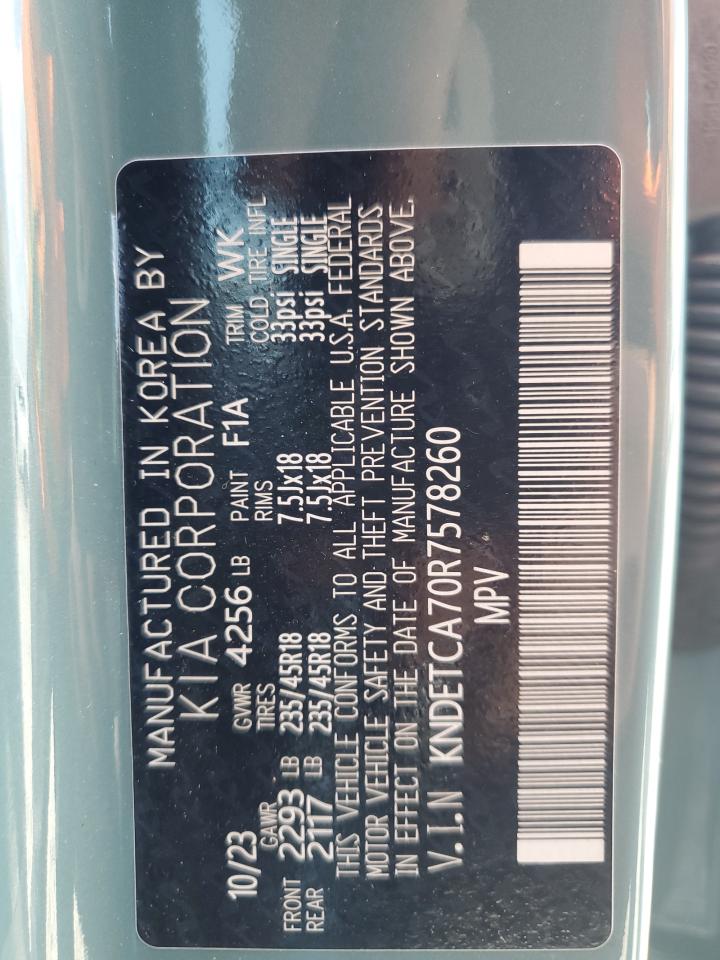 MANUFACTURED IN KOREA BY
KIA CORPORATION
10/23 GVWR 4256 LB PAINT F1A TRIM WK
GAWR TIRES RIMS COLD TIRE INFL
FRONT 2293 LB 235/45R18 7.5Jx18 33psi SINGLE
REAR 2117 LB 235/45R18 7.5Jx18 33psi SINGLE
THIS VEHICLE CONFORMS TO ALL APPLICABLE U.S.A. FEDERAL
MOTOR VEHICLE SAFETY AND THEFT PREVENTION STANDARDS
IN EFFECT ON THE DATE OF MANUFACTURE SHOWN ABOVE.
V.I.N KNDETCA70R7578260
MPV